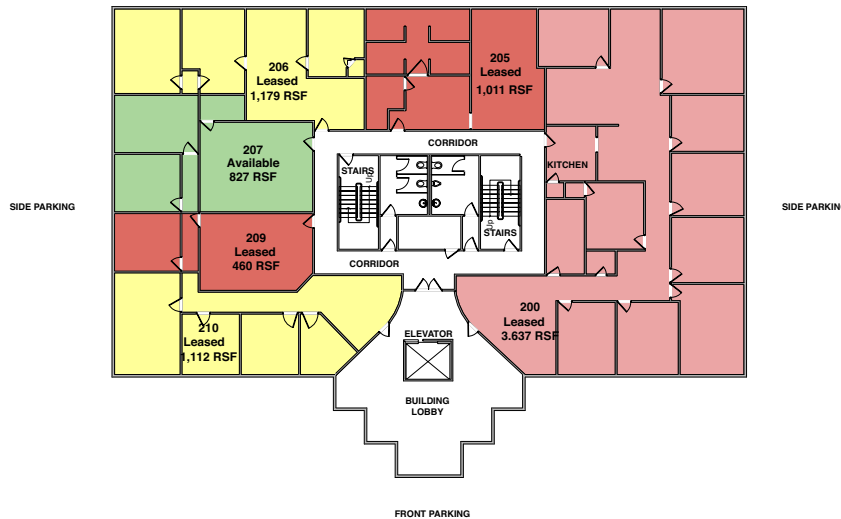 206
Leased
1,179 RSF
205
Leased
1,011 RSF
207
Available
827 RSF
CORRIDOR
STAIRS
Up
KITCHEN
SIDE PARKING
SIDE PARKIN
209
Leased
460 RSF
Up
STAIRS
CORRIDOR
200
Leased
3.637 RSF
210
Leased
1,112 RSF
ELEVATOR
BUILDING
LOBBY
FRONT PARKING